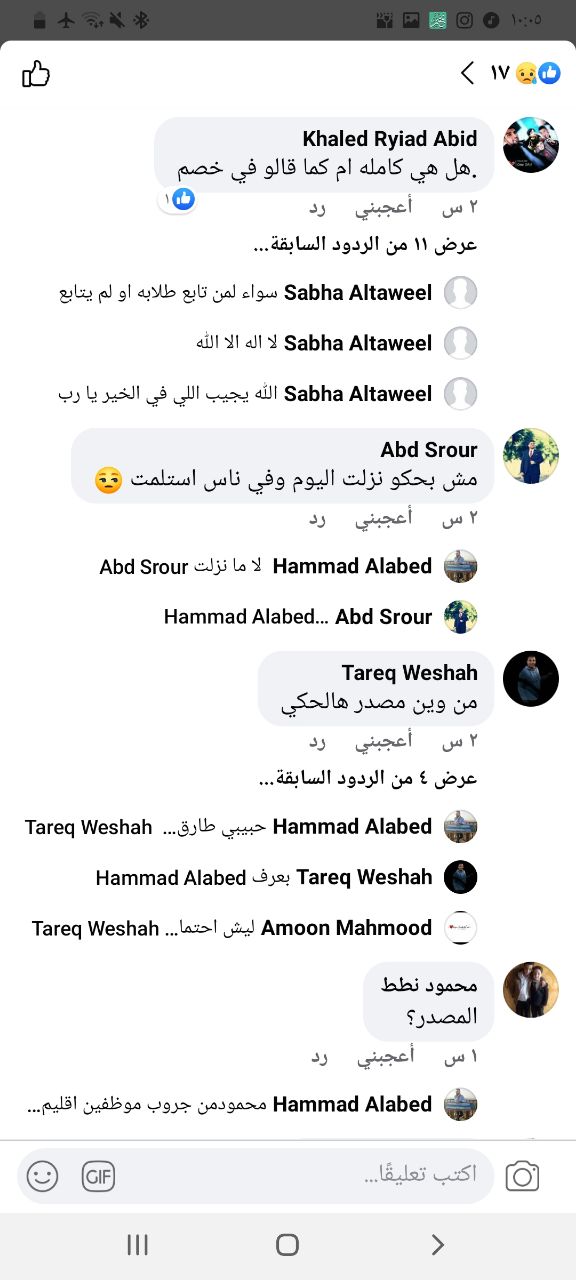 ١٠:٠٥
١٧
Khaled Ryiad Abid
.هل هي كامله ام كما قالو في خصم
١
٢ س أعجبني رد
عرض ١١ من الردود السابقة...
Sabha Altaweel سواء لمن تابع طلابه او لم يتابع
Sabha Altaweel لا اله الا الله
Sabha Altaweel الله يجيب اللي في الخير يا رب
Abd Srour
مش بحكو نزلت اليوم وفي ناس استلمت 😒
٢ س أعجبني رد
Hammad Alabed لا ما نزلت Abd Srour
Abd Srour Hammad Alabed...
Tareq Weshah
من وين مصدر هالحكي
٢ س أعجبني رد
عرض ٤ من الردود السابقة...
Hammad Alabed حبيبي طارق... Tareq Weshah
Tareq Weshah بعرف Hammad Alabed
Amoon Mahmood ليش احتما... Tareq Weshah
محمود نطط
المصدر؟
١ س أعجبني رد
Hammad Alabed محمودمن جروب موظفين اقليم...
اكتب تعليقًا...
GIF